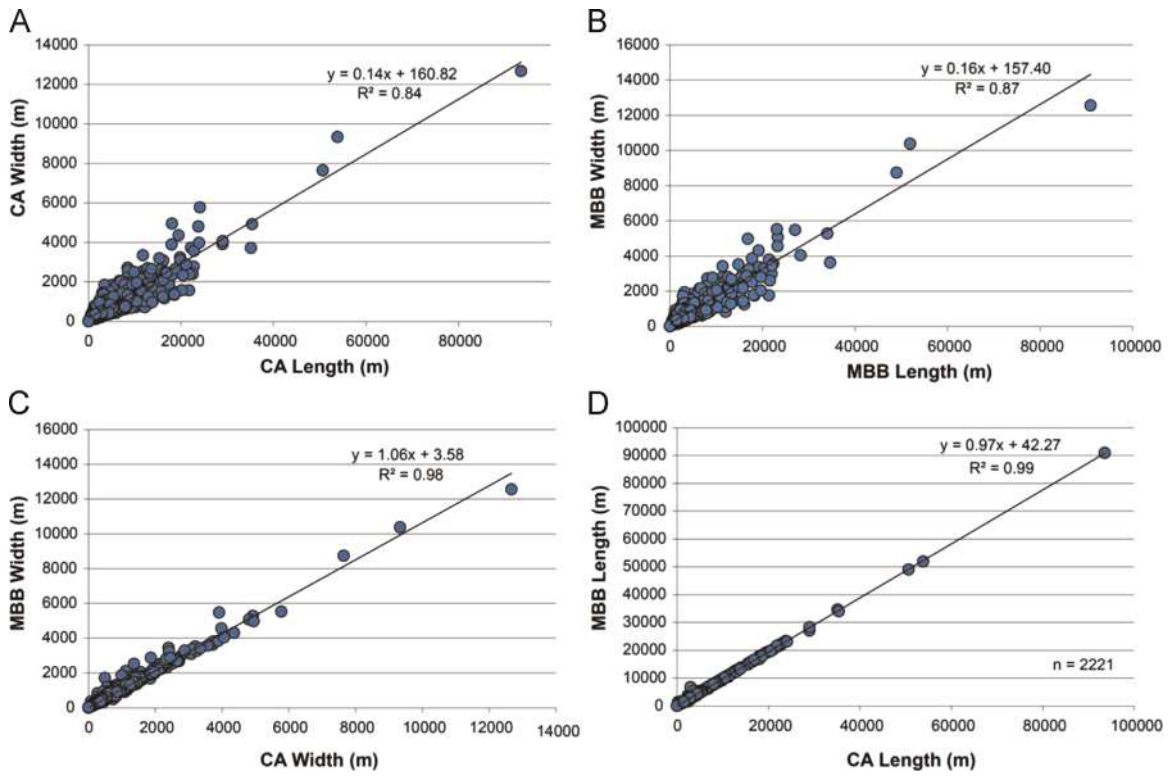 A
14000
12000
10000
8000
6000
4000
2000
0
CA Width (m)
y = 0.14x + 160.82
R² = 0.84
0 20000 40000 60000 80000
CA Length (m)
B
16000
14000
12000
10000
8000
6000
4000
2000
0
MBB Width (m)
y = 0.16x + 157.40
R² = 0.87
0 20000 40000 60000 80000 100000
MBB Length (m)
C
16000
14000
12000
10000
8000
6000
4000
2000
0
MBB Width (m)
y = 1.06x + 3.58
R² = 0.98
0 2000 4000 6000 8000 10000 12000 14000
CA Width (m)
D
100000
90000
80000
70000
60000
50000
40000
30000
20000
10000
0
MBB Length (m)
y = 0.97x + 42.27
R² = 0.99
n = 2221
0 20000 40000 60000 80000 100000
CA Length (m)